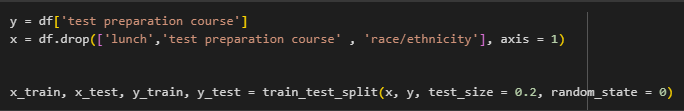 y = df['test preparation course']
x = df.drop(['lunch','test preparation course' , 'race/ethnicity'], axis = 1)
x_train, x_test, y_train, y_test = train_test_split(x, y, test_size = 0.2, random_state = 0)